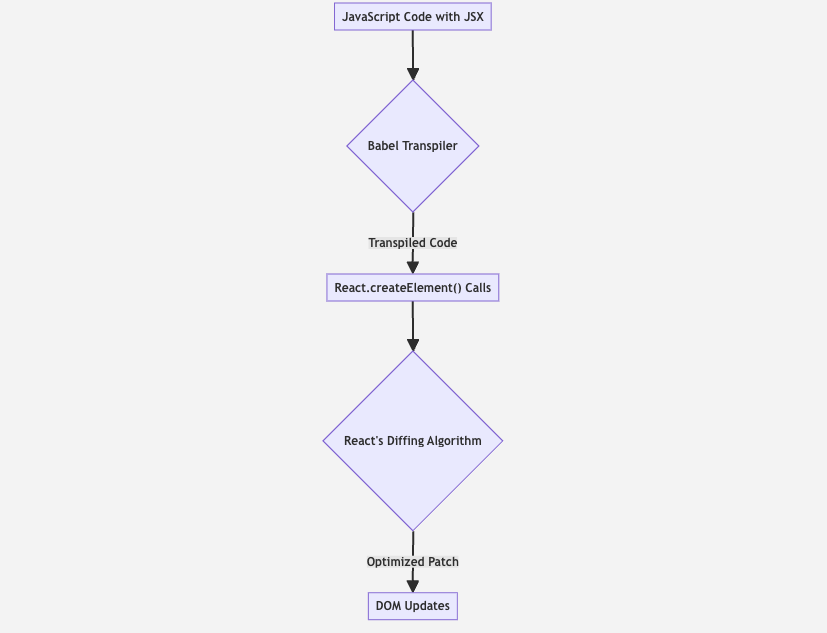 JavaScript Code with JSX
Babel Transpiler
Transpiled Code
React.createElement() Calls
React's Diffing Algorithm
Optimized Patch
DOM Updates